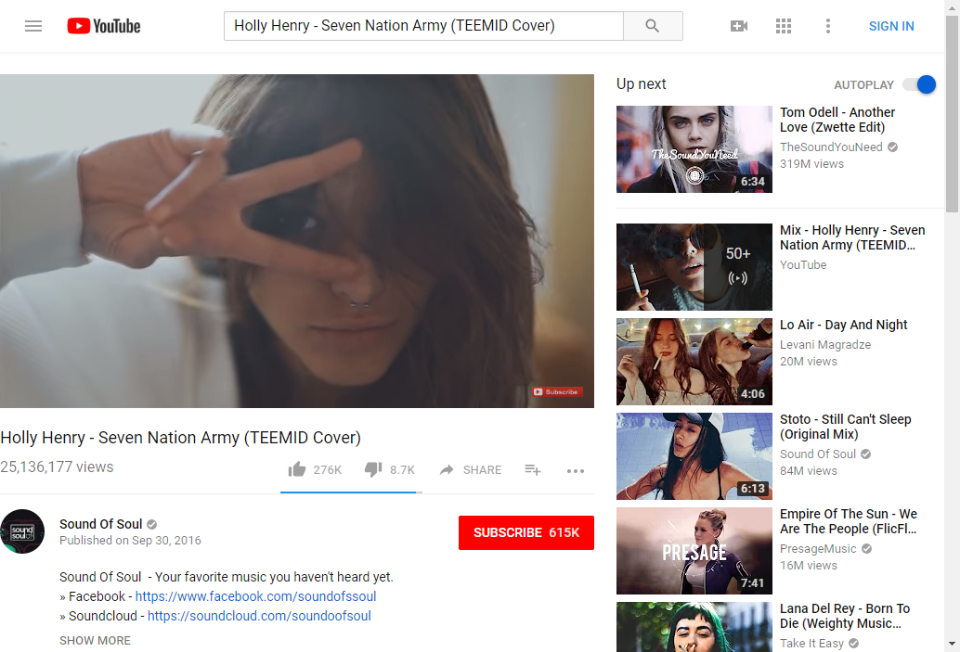 YouTube
Holly Henry - Seven Nation Army (TEEMID Cover)
SIGN IN
Subscribe
Holly Henry - Seven Nation Army (TEEMID Cover)
25,136,177 views
276K
8.7K
SHARE
sound of soul
Sound Of Soul
Published on Sep 30, 2016
SUBSCRIBE 615K
Sound Of Soul - Your favorite music you haven't heard yet.
» Facebook - https://www.facebook.com/soundofssoul
» Soundcloud - https://soundcloud.com/soundoofsoul
SHOW MORE
Up next
AUTOPLAY
TheSoundYouNeed
6:34
Tom Odell - Another
Love (Zwette Edit)
TheSoundYouNeed
319M views
50+
Mix - Holly Henry - Seven
Nation Army (TEEMID...
YouTube
4:06
Lo Air - Day And Night
Levani Magradze
20M views
6:13
Stoto - Still Can't Sleep
(Original Mix)
Sound Of Soul
84M views
PRESAGE
7:41
Empire Of The Sun - We
Are The People (FlicFl...
PresageMusic
16M views
Lana Del Rey - Born To
Die (Weighty Music...
Take It Easy